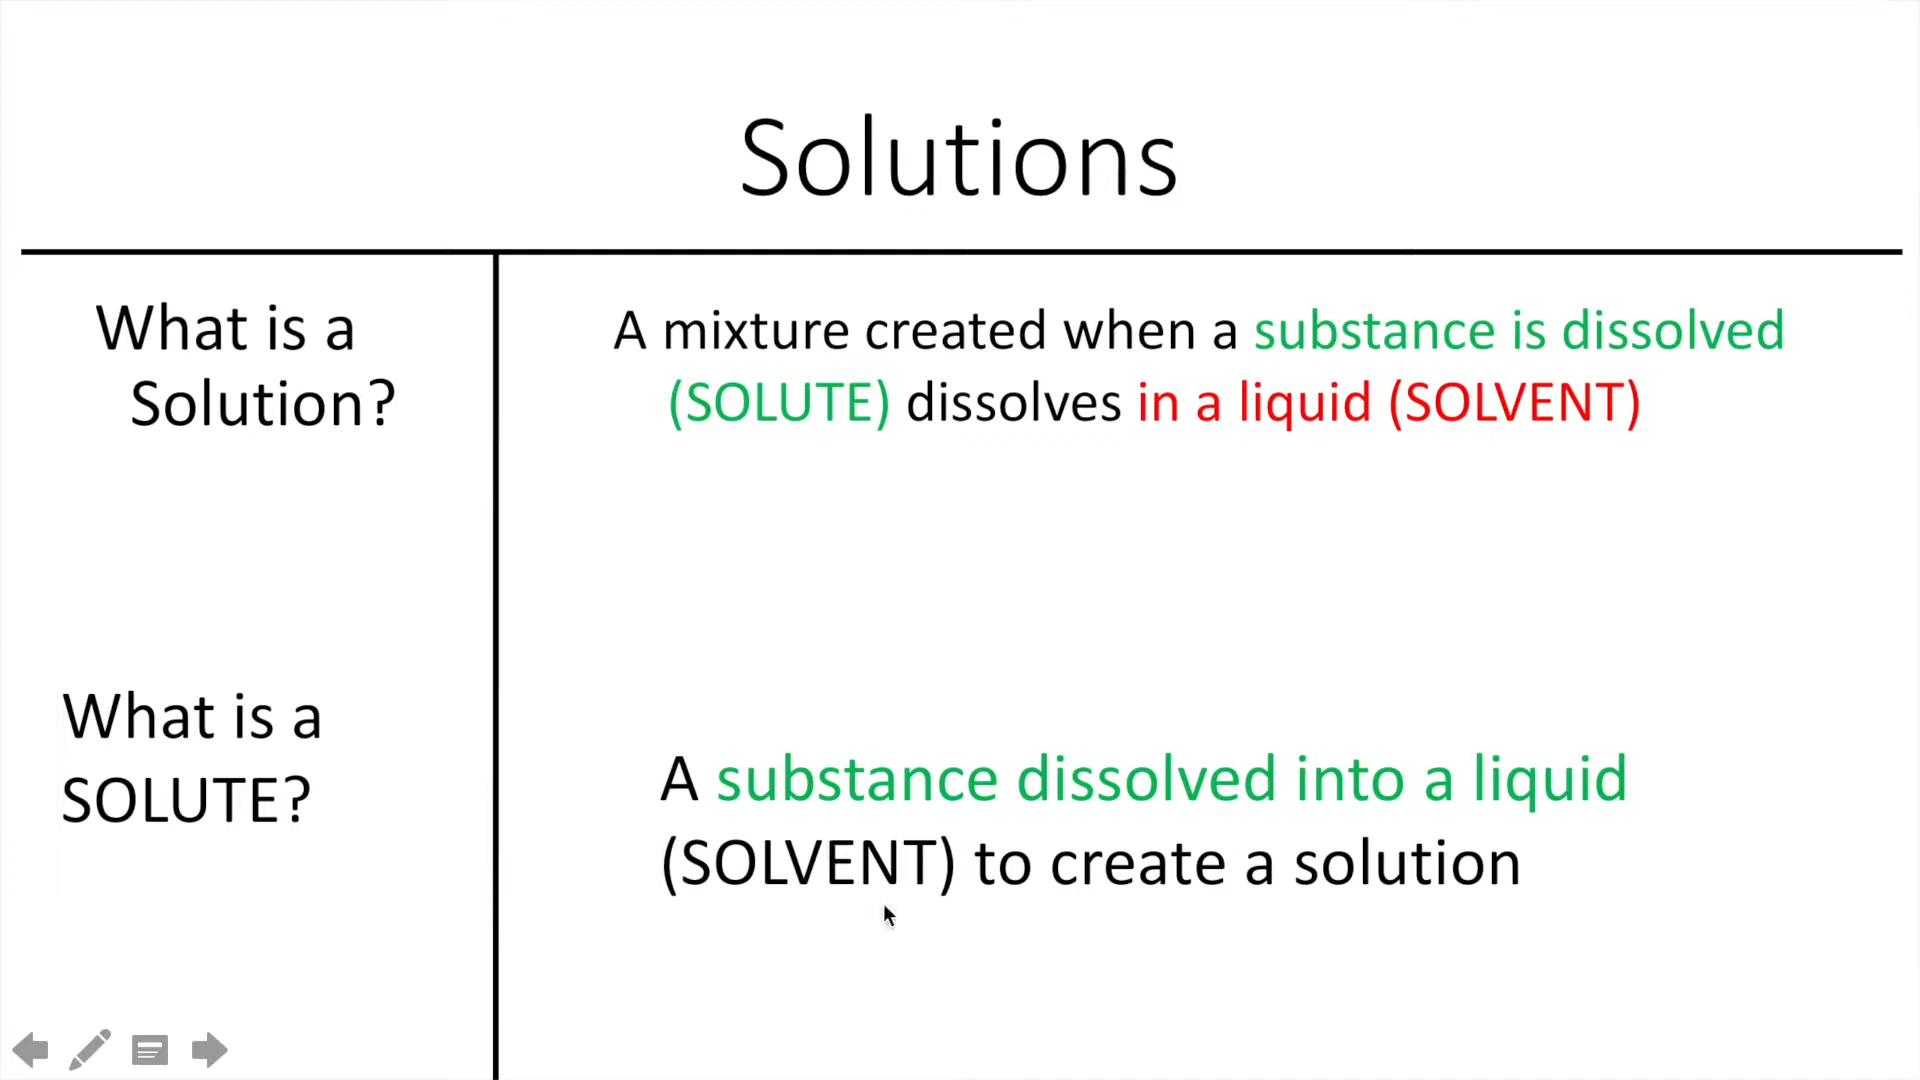 Solutions
What is a
Solution?
A mixture created when a substance is dissolved
(SOLUTE) dissolves in a liquid (SOLVENT)
What is a
SOLUTE?
A substance dissolved into a liquid
(SOLVENT) to create a solution